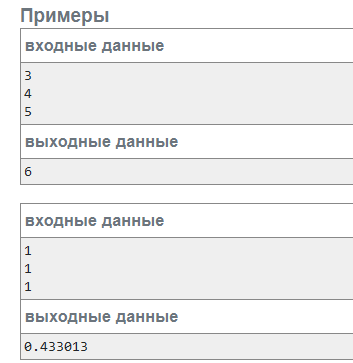 Примеры
входные данные
3
4
5
выходные данные
6
входные данные
1
1
1
выходные данные
0.433013